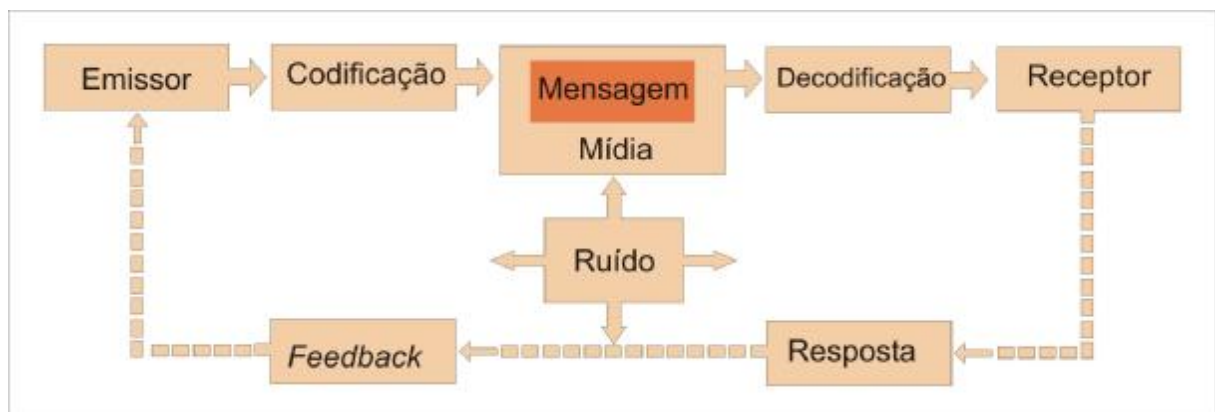 Emissor
Codificação
Mensagem
Mídia
Decodificação
Receptor
Ruído
Feedback
Resposta